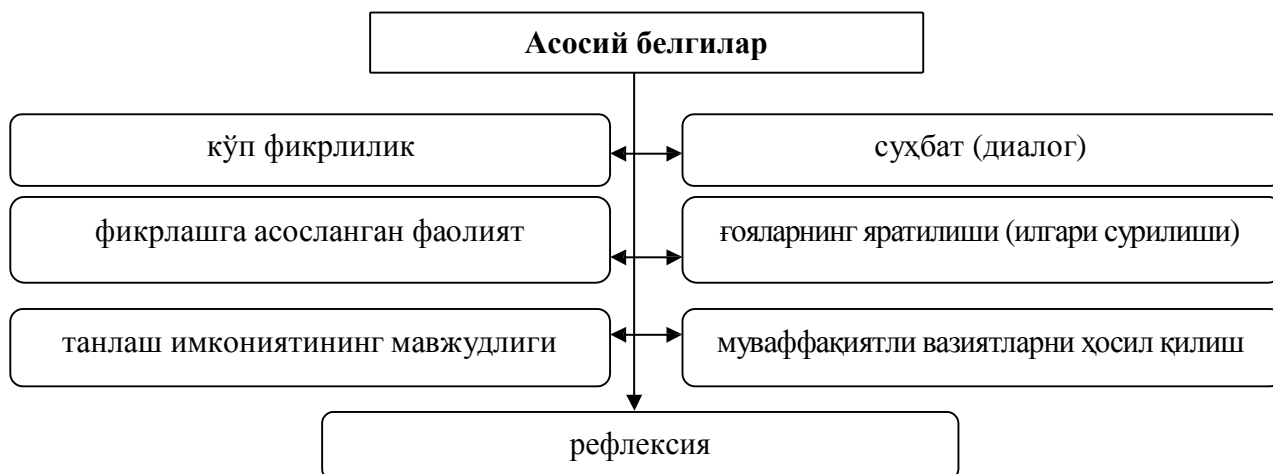 Асосий белгилар
кўп фикрлилик
суҳбат (диалог)
фикрлашга асосланган фаолият
ғояларнинг яратилиши (илгари сурилиши)
танлаш имкониятининг мавжудлиги
муваффақиятли вазиятларни ҳосил қилиш
рефлексия